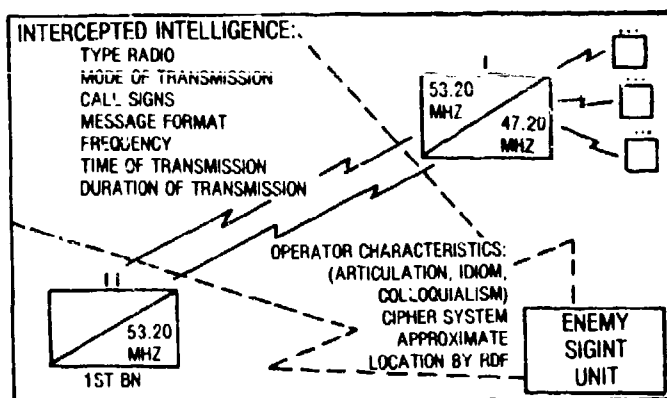 INTERCEPTED INTELLIGENCE:
TYPE RADIO
MODE OF TRANSMISSION
CALL SIGNS
MESSAGE FORMAT
FREQUENCY
TIME OF TRANSMISSION
DURATION OF TRANSMISSION
53.20
MHZ
47.20
MHZ
OPERATOR CHARACTERISTICS:
(ARTICULATION, IDIOM,
COLLOQUIALISM)
CIPHER SYSTEM
APPROXIMATE
LOCATION BY RDF
53.20
MHZ
1ST BN
ENEMY
SIGINT
UNIT